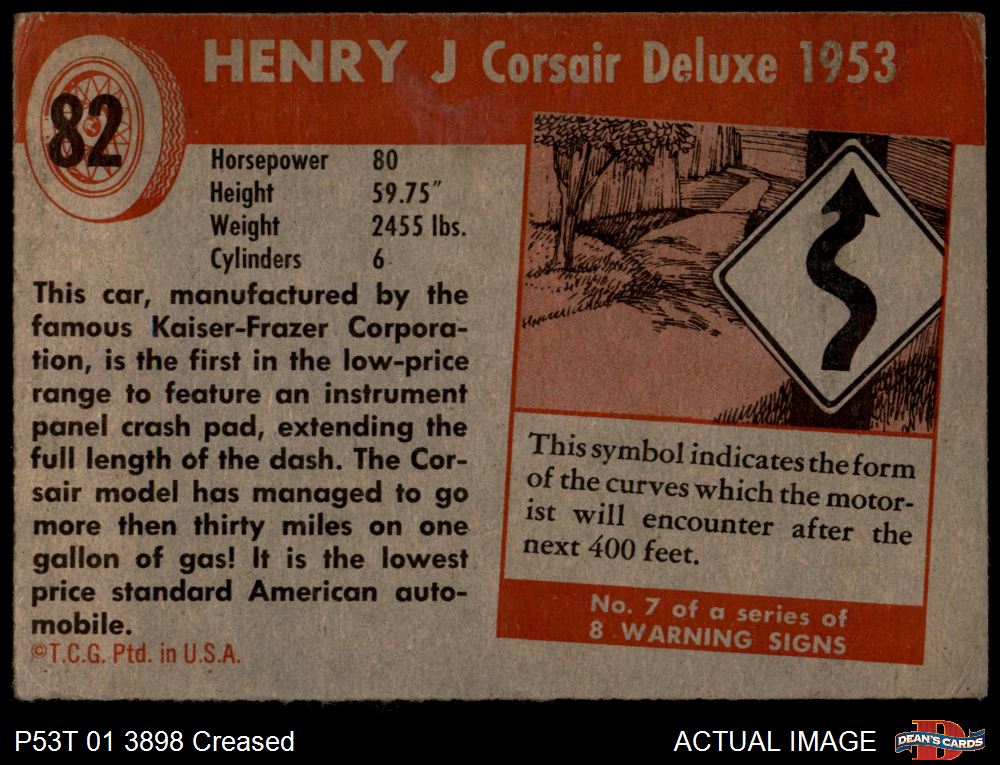 82
HENRY J Corsair Deluxe 1953
Horsepower 80
Height 59.75"
Weight 2455 lbs.
Cylinders 6
This car, manufactured by the
famous Kaiser-Frazer Corpora-
tion, is the first in the low-price
range to feature an instrument
panel crash pad, extending the
full length of the dash. The Cor-
sair model has managed to go
more then thirty miles on one
gallon of gas! It is the lowest
price standard American auto-
mobile.
©T.C.G. Ptd. in U.S.A.
This symbol indicates the form
of the curves which the motor-
ist will encounter after the
next 400 feet.
No. 7 of a series of
8 WARNING SIGNS
P53T 01 3898 Creased
ACTUAL IMAGE
D
DEAN'S CARDS